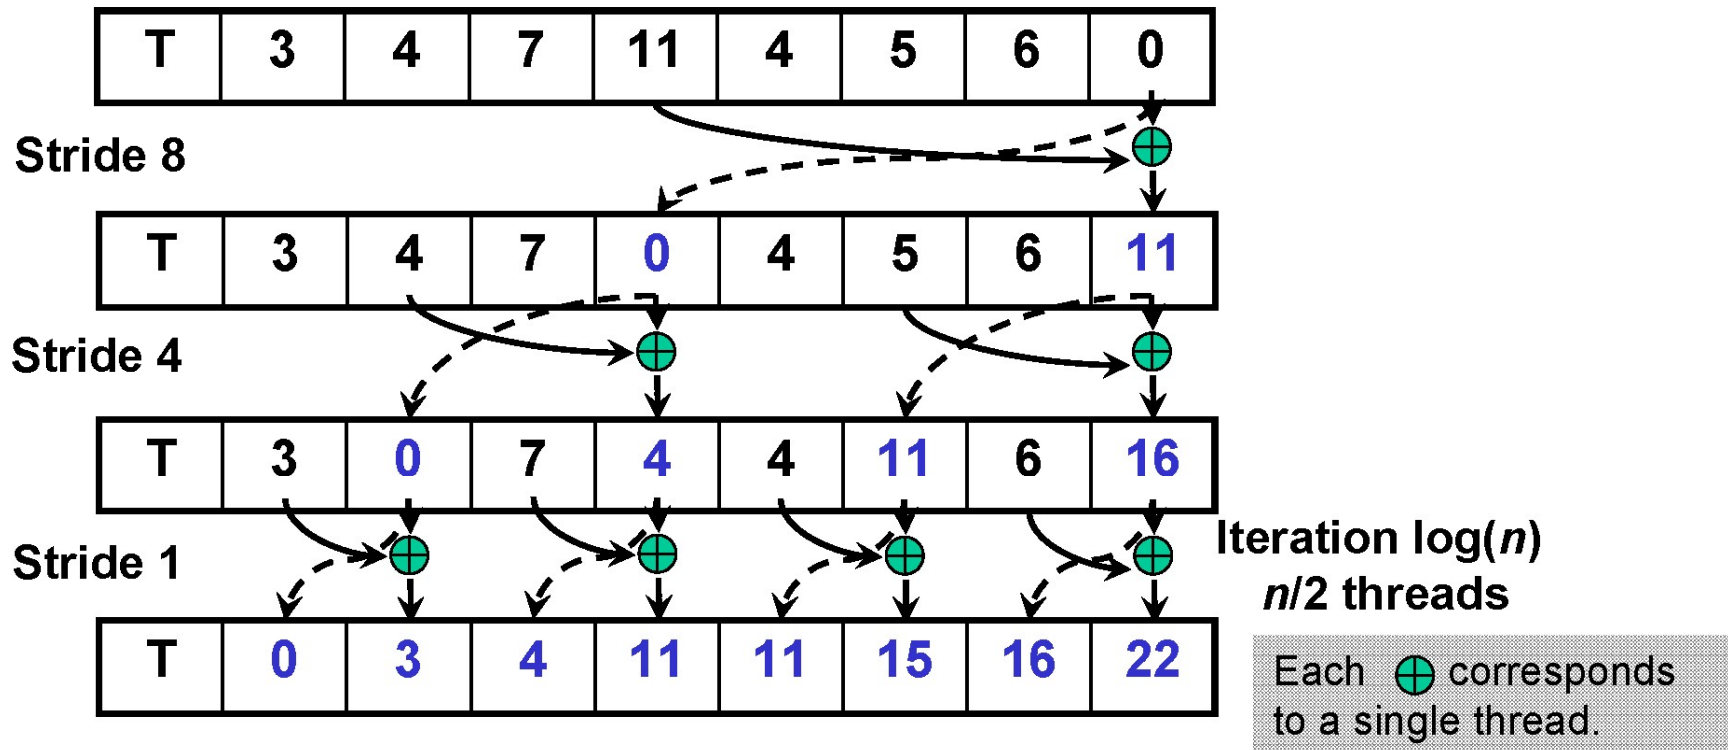 T 3 4 7 11 4 5 6 0
Stride 8
T 3 4 7 0 4 5 6 11
Stride 4
T 3 0 7 4 4 11 6 16
Stride 1
Iteration log(n)
n/2 threads
T 0 3 4 11 11 15 16 22
Each corresponds
to a single thread.